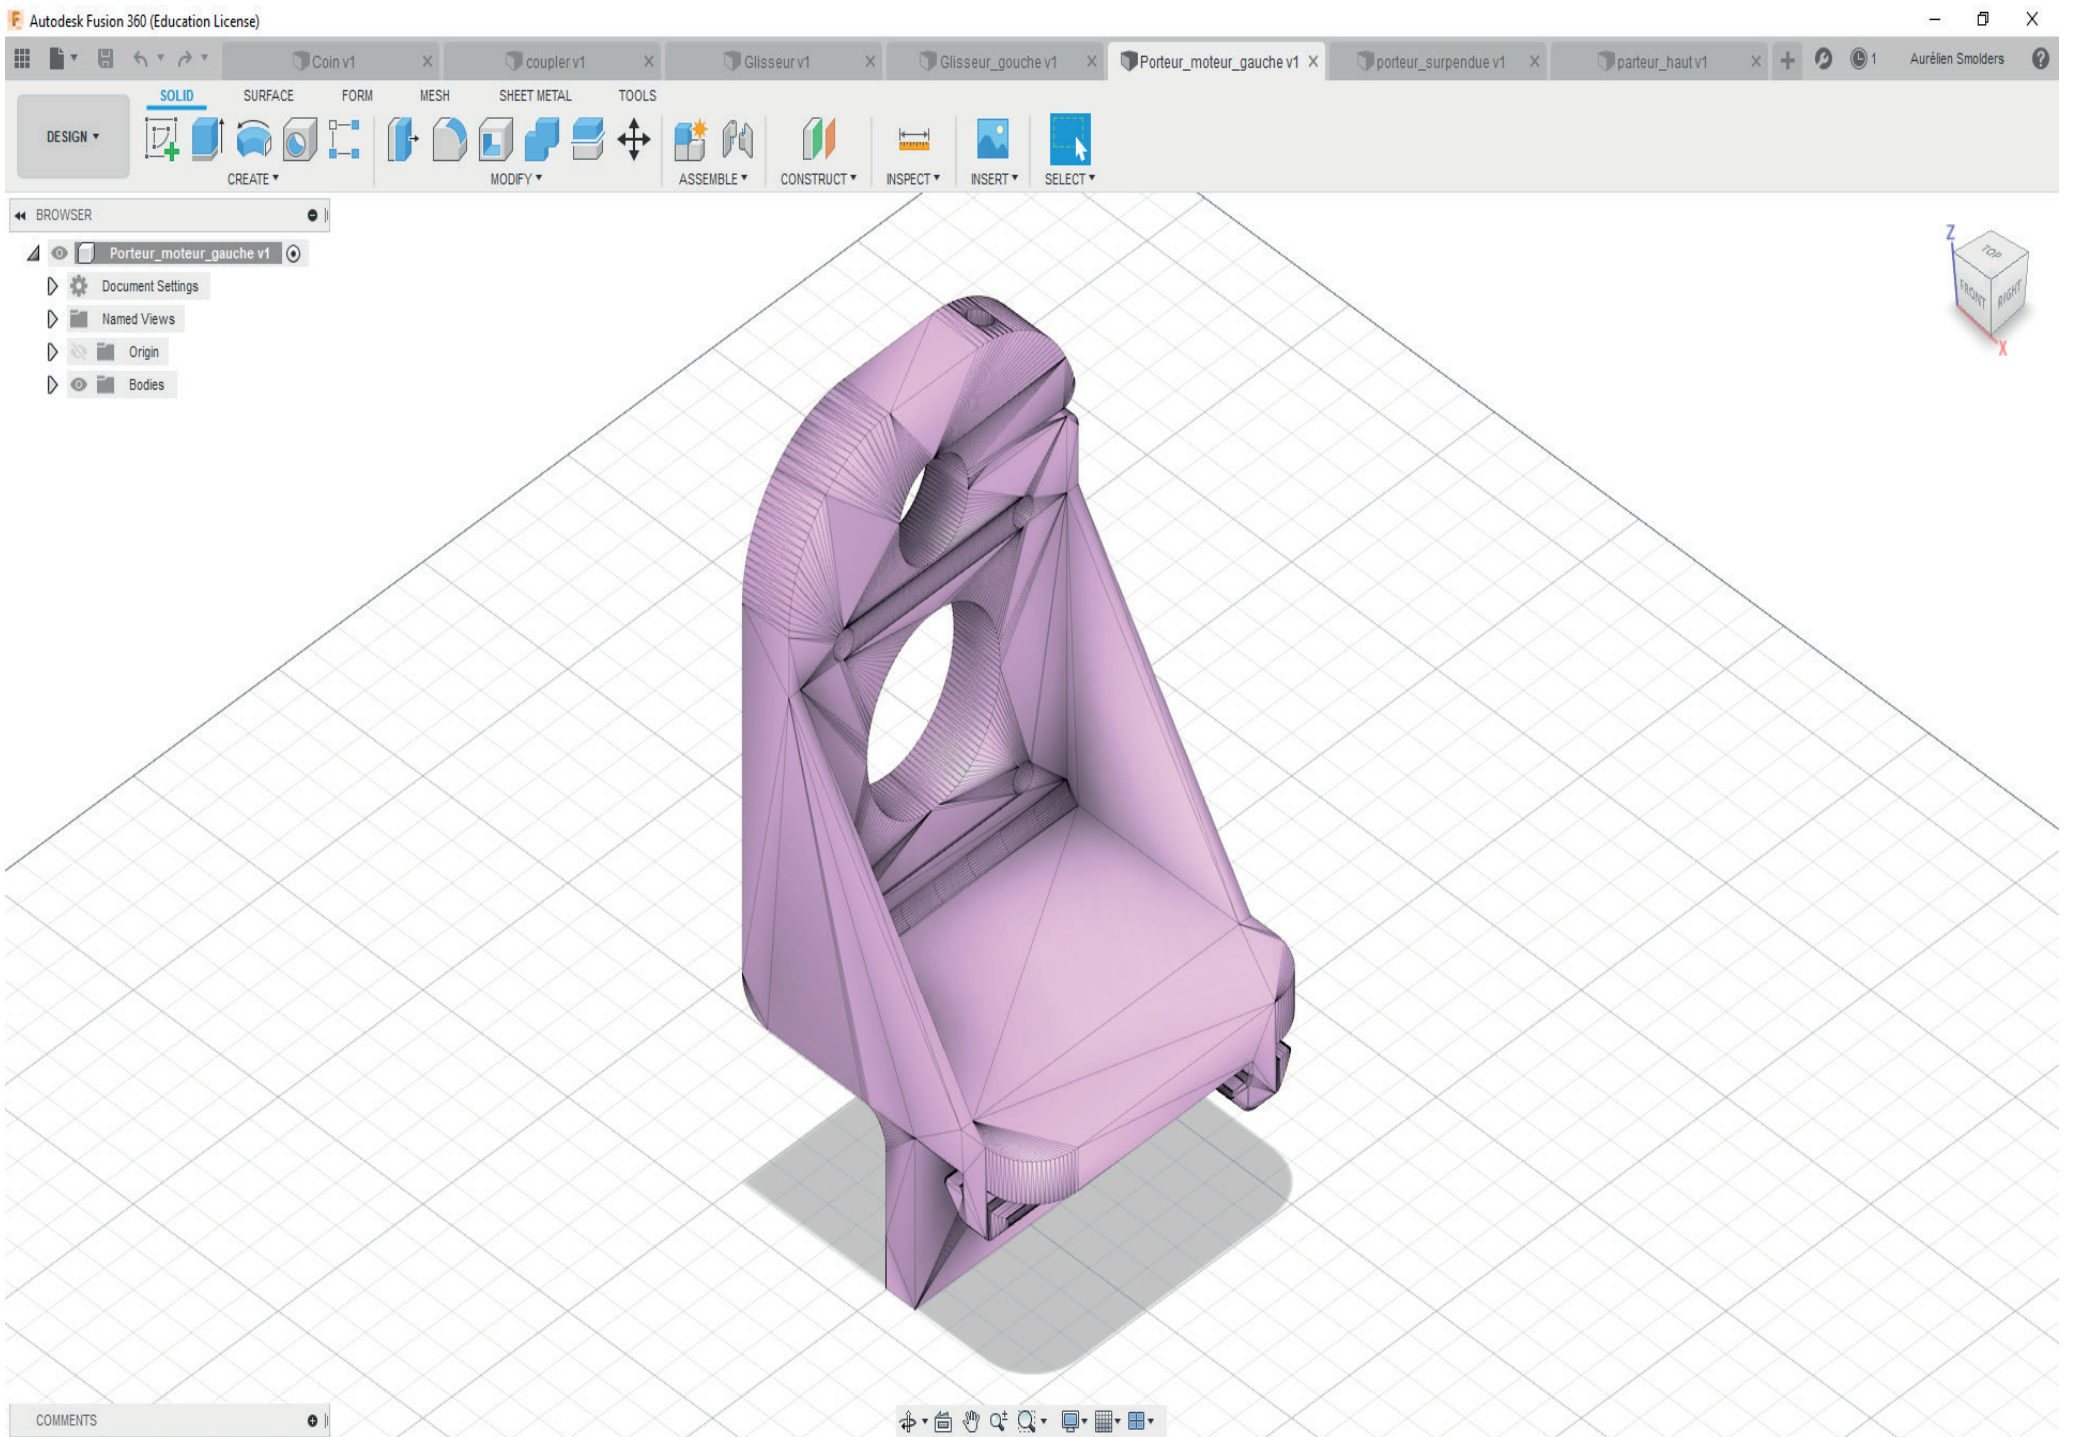 Autodesk Fusion 360 (Education License)
Coin v1
coupler v1
Glisseur v1
Glisseur_gouche v1
Porteur_moteur_gauche v1
porteur_surpendue v1
parteur_haut v1
1
Aurélien Smolders
SOLID SURFACE FORM MESH SHEET METAL TOOLS
DESIGN
CREATE MODIFY ASSEMBLE CONSTRUCT INSPECT INSERT SELECT
BROWSER
Porteur_moteur_gauche v1
Document Settings
Named Views
Origin
Bodies
Z
TOP
FRONT RIGHT
X
COMMENTS